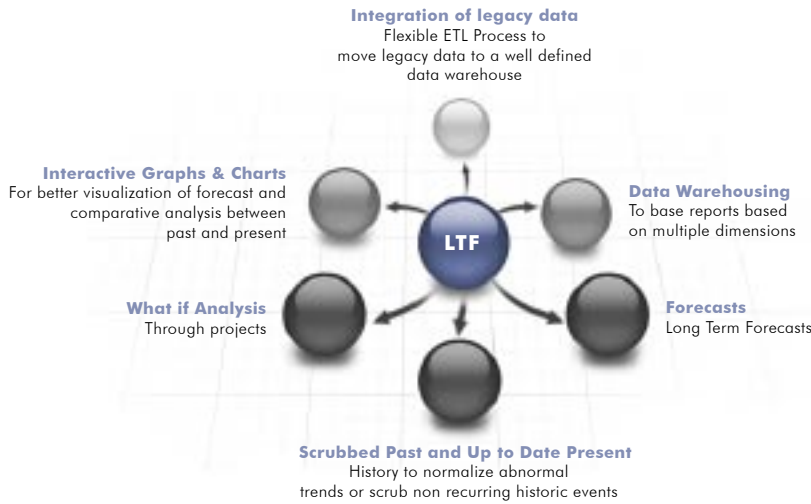 Integration of legacy data
Flexible ETL Process to
move legacy data to a well defined
data warehouse
Interactive Graphs & Charts
For better visualization of forecast and
comparative analysis between
past and present
Data Warehousing
To base reports based
on multiple dimensions
LTF
What if Analysis
Through projects
Forecasts
Long Term Forecasts
Scrubbed Past and Up to Date Present
History to normalize abnormal
trends or scrub non recurring historic events